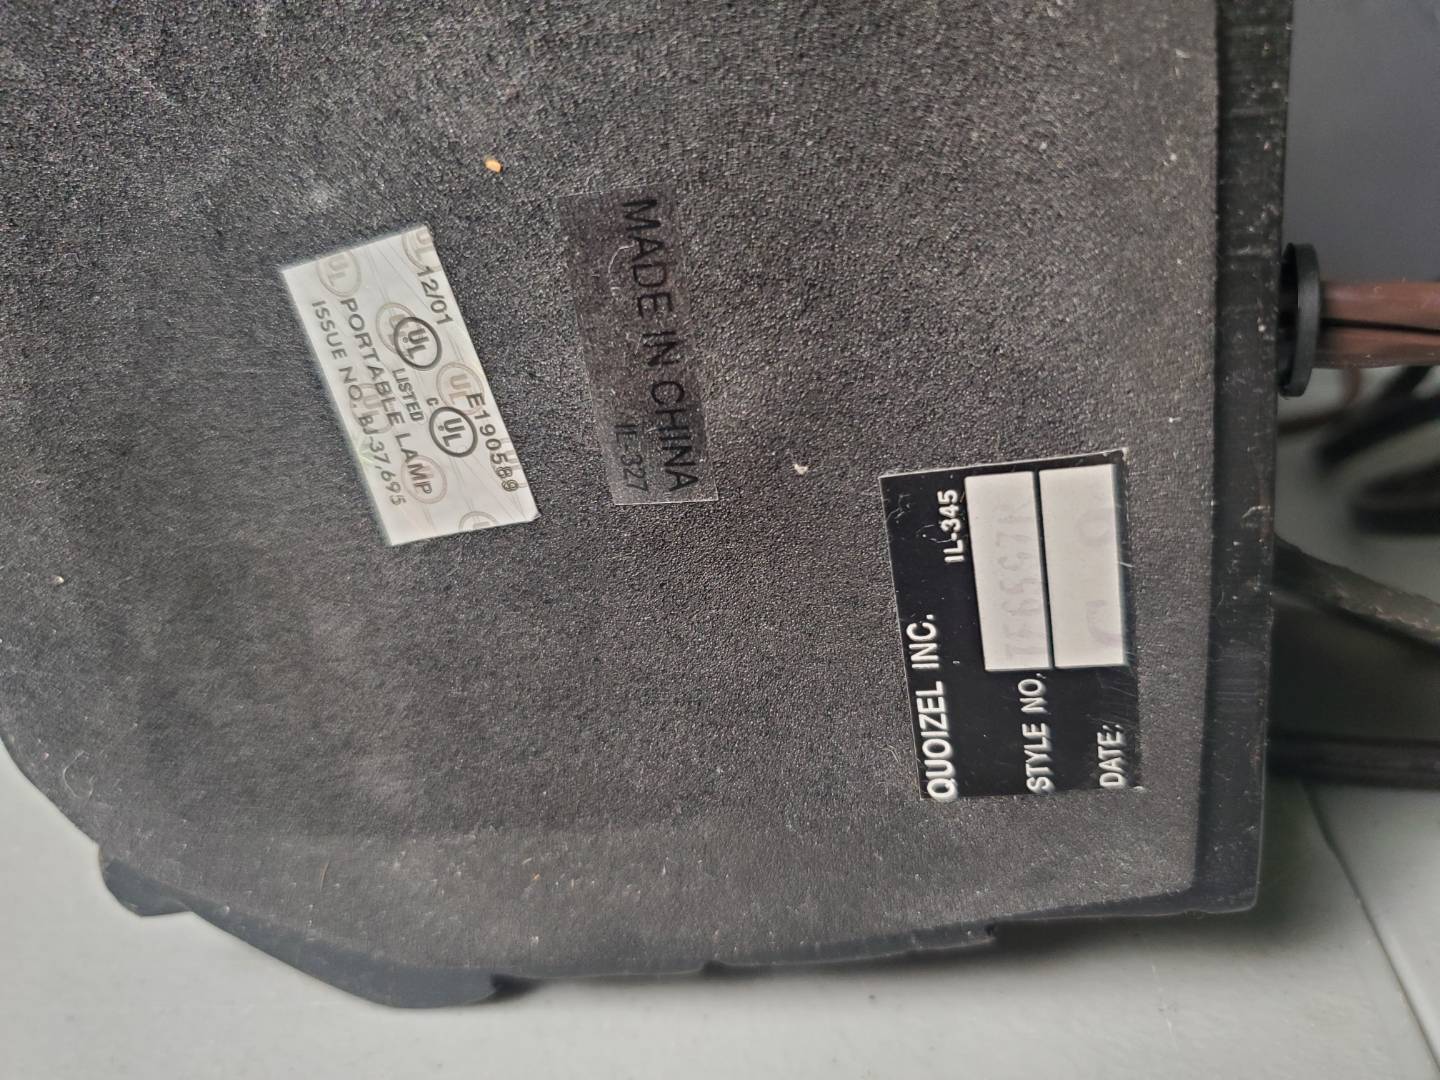 12/01 E190589
UL LISTED c UL
PORTABLE LAMP
ISSUE NO. BJ-37,695
MADE IN CHINA
IE-327
QUOIZEL INC.
IL-345
STYLE NO.
DATE: